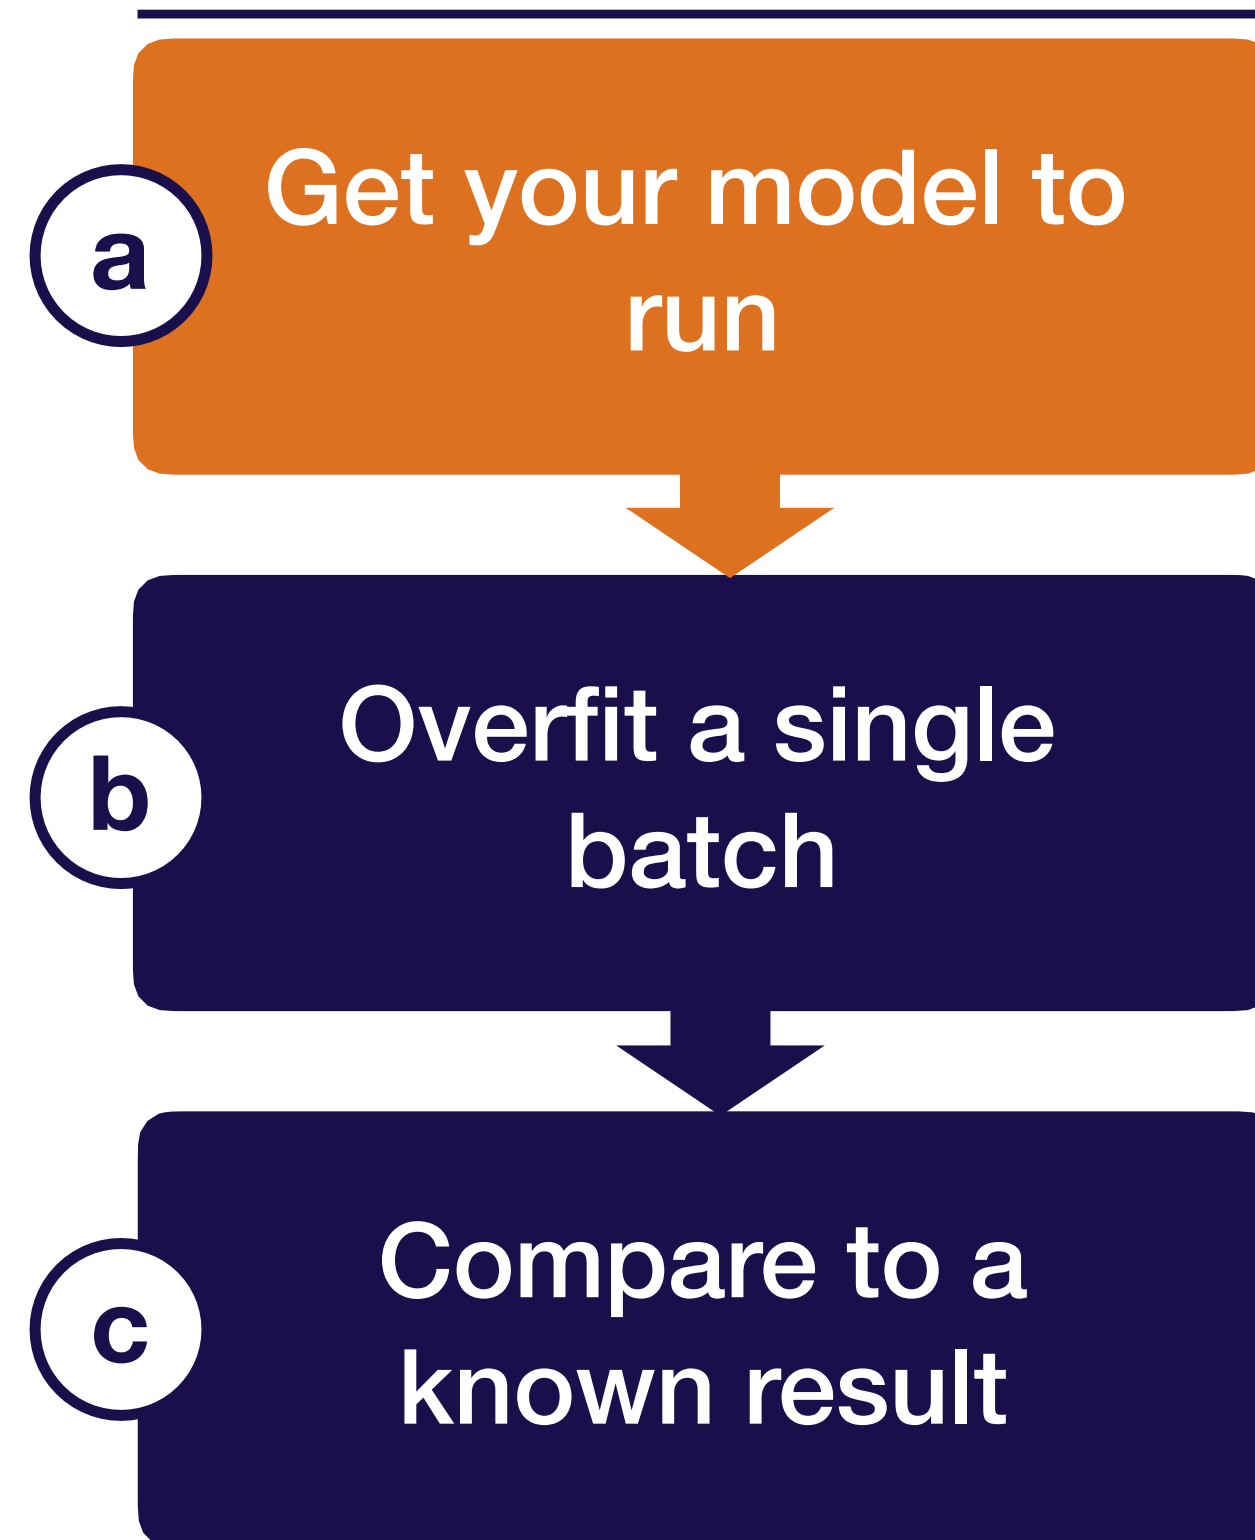 a
Get your model to
run
b
Overfit a single
batch
c
Compare to a
known result